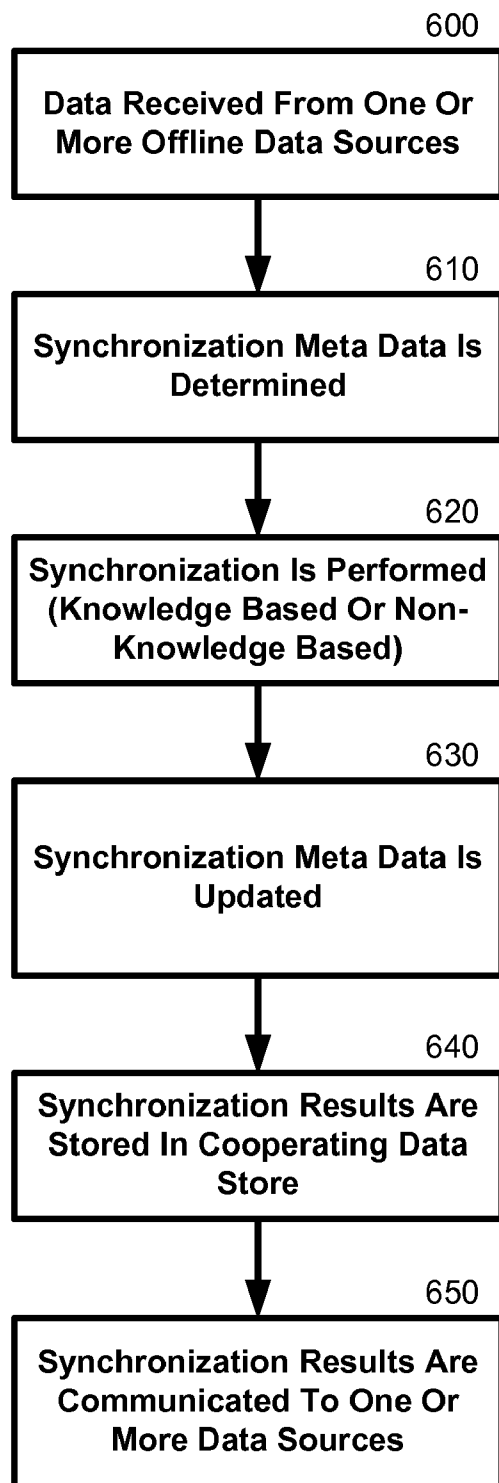 600
Data Received From One Or
More Offline Data Sources
610
Synchronization Meta Data Is
Determined
620
Synchronization Is Performed
(Knowledge Based Or Non-
Knowledge Based)
630
Synchronization Meta Data Is
Updated
640
Synchronization Results Are
Stored In Cooperating Data
Store
650
Synchronization Results Are
Communicated To One Or
More Data Sources